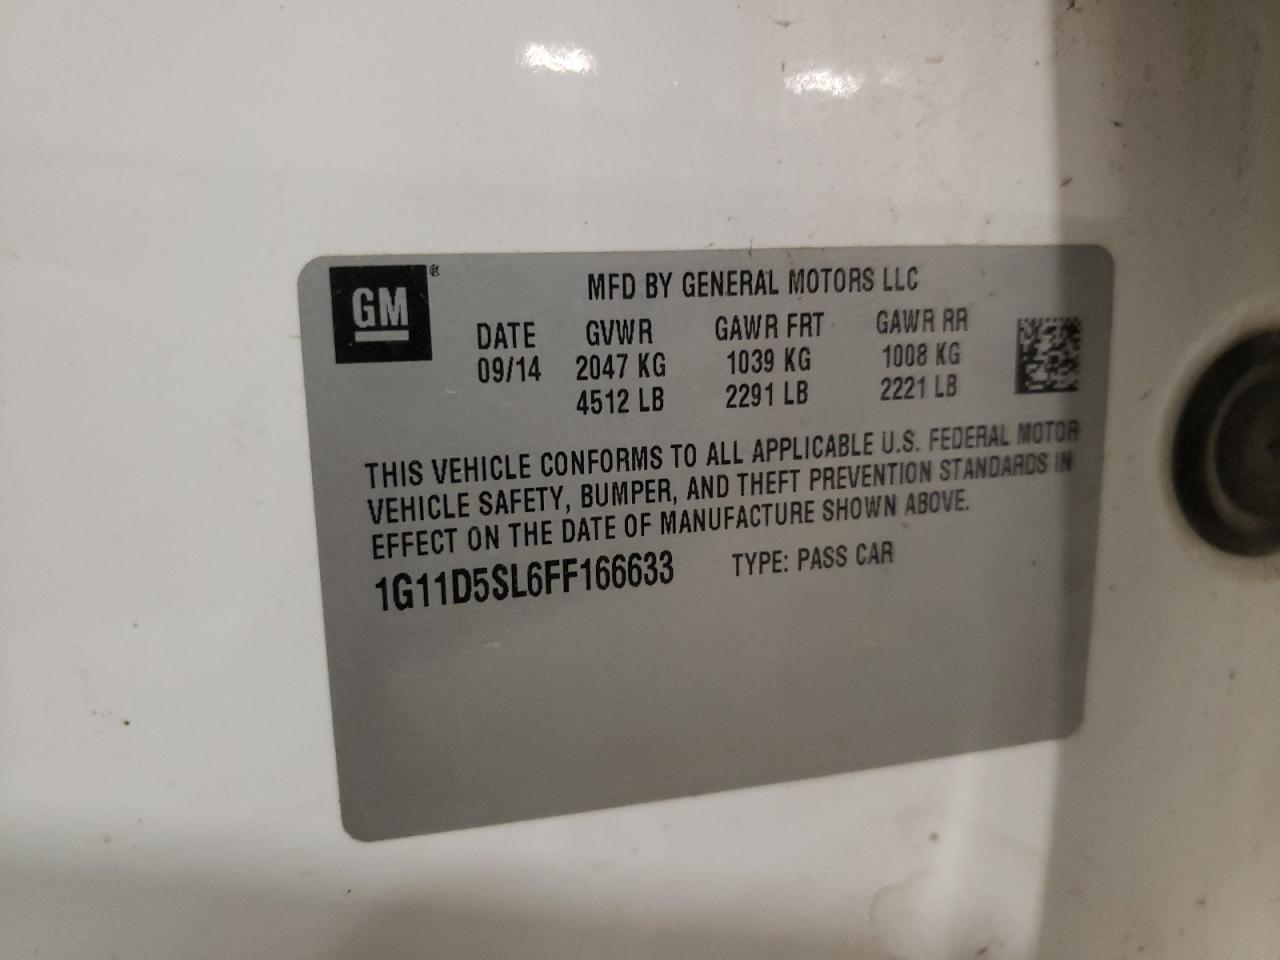 GM®
MFD BY GENERAL MOTORS LLC
DATE GVWR GAWR FRT GAWR RR
09/14 2047 KG 1039 KG 1008 KG
4512 LB 2291 LB 2221 LB
THIS VEHICLE CONFORMS TO ALL APPLICABLE U.S. FEDERAL MOTOR
VEHICLE SAFETY, BUMPER, AND THEFT PREVENTION STANDARDS IN
EFFECT ON THE DATE OF MANUFACTURE SHOWN ABOVE.
1G11D5SL6FF166633 TYPE: PASS CAR